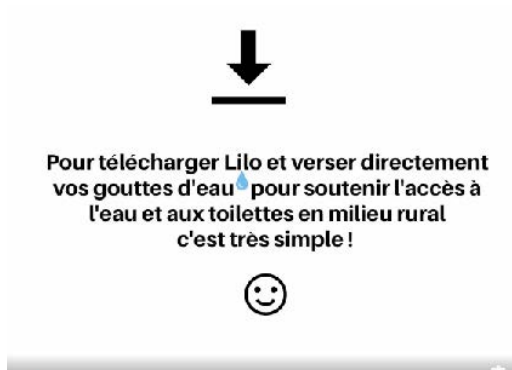 Pour télécharger Lilo et verser directement
vos gouttes d'eau💧pour soutenir l'accès à
l'eau et aux toilettes en milieu rural
c'est très simple !